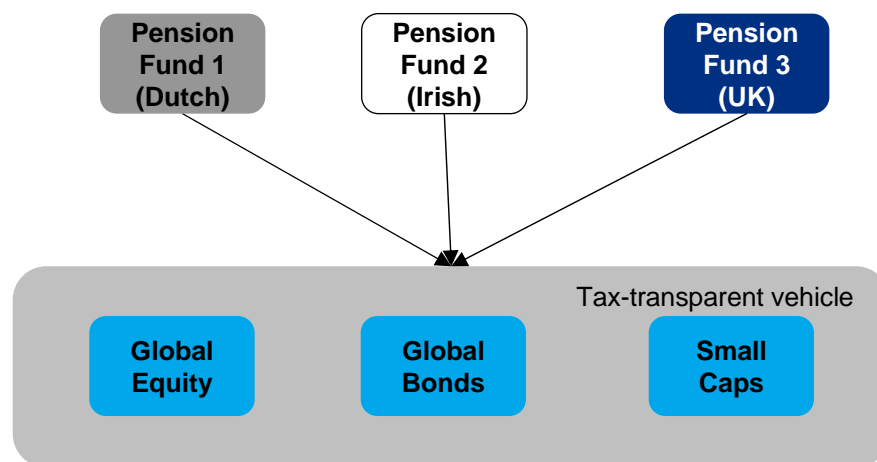 Pension
Fund 1
(Dutch)
Pension
Fund 2
(Irish)
Pension
Fund 3
(UK)
Tax-transparent vehicle
Global
Equity
Global
Bonds
Small
Caps